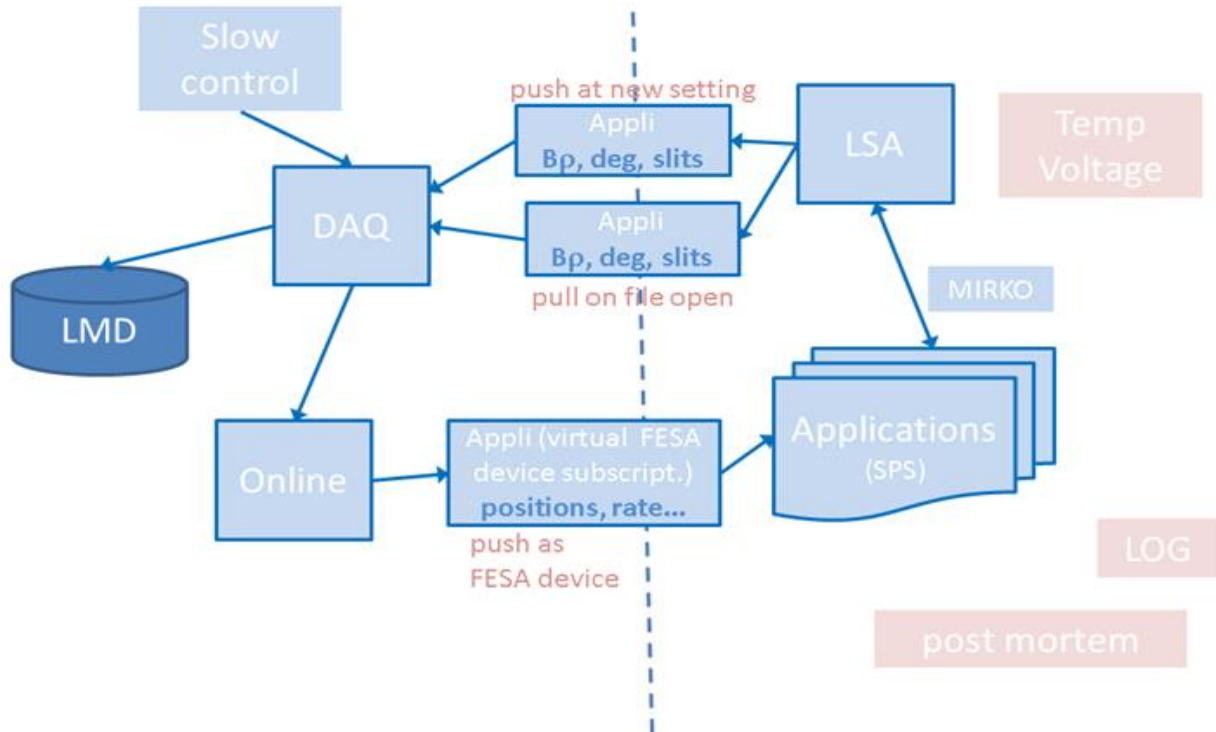 Slow
control
push at new setting
Appli
Bρ, deg, slits
LSA
Temp
Voltage
DAQ
Appli
Bρ, deg, slits
pull on file open
MIRKO
LMD
Online
Appli (virtual FESA
device subscript.)
positions, rate...
Applications
(SPS)
push as
FESA device
LOG
post mortem